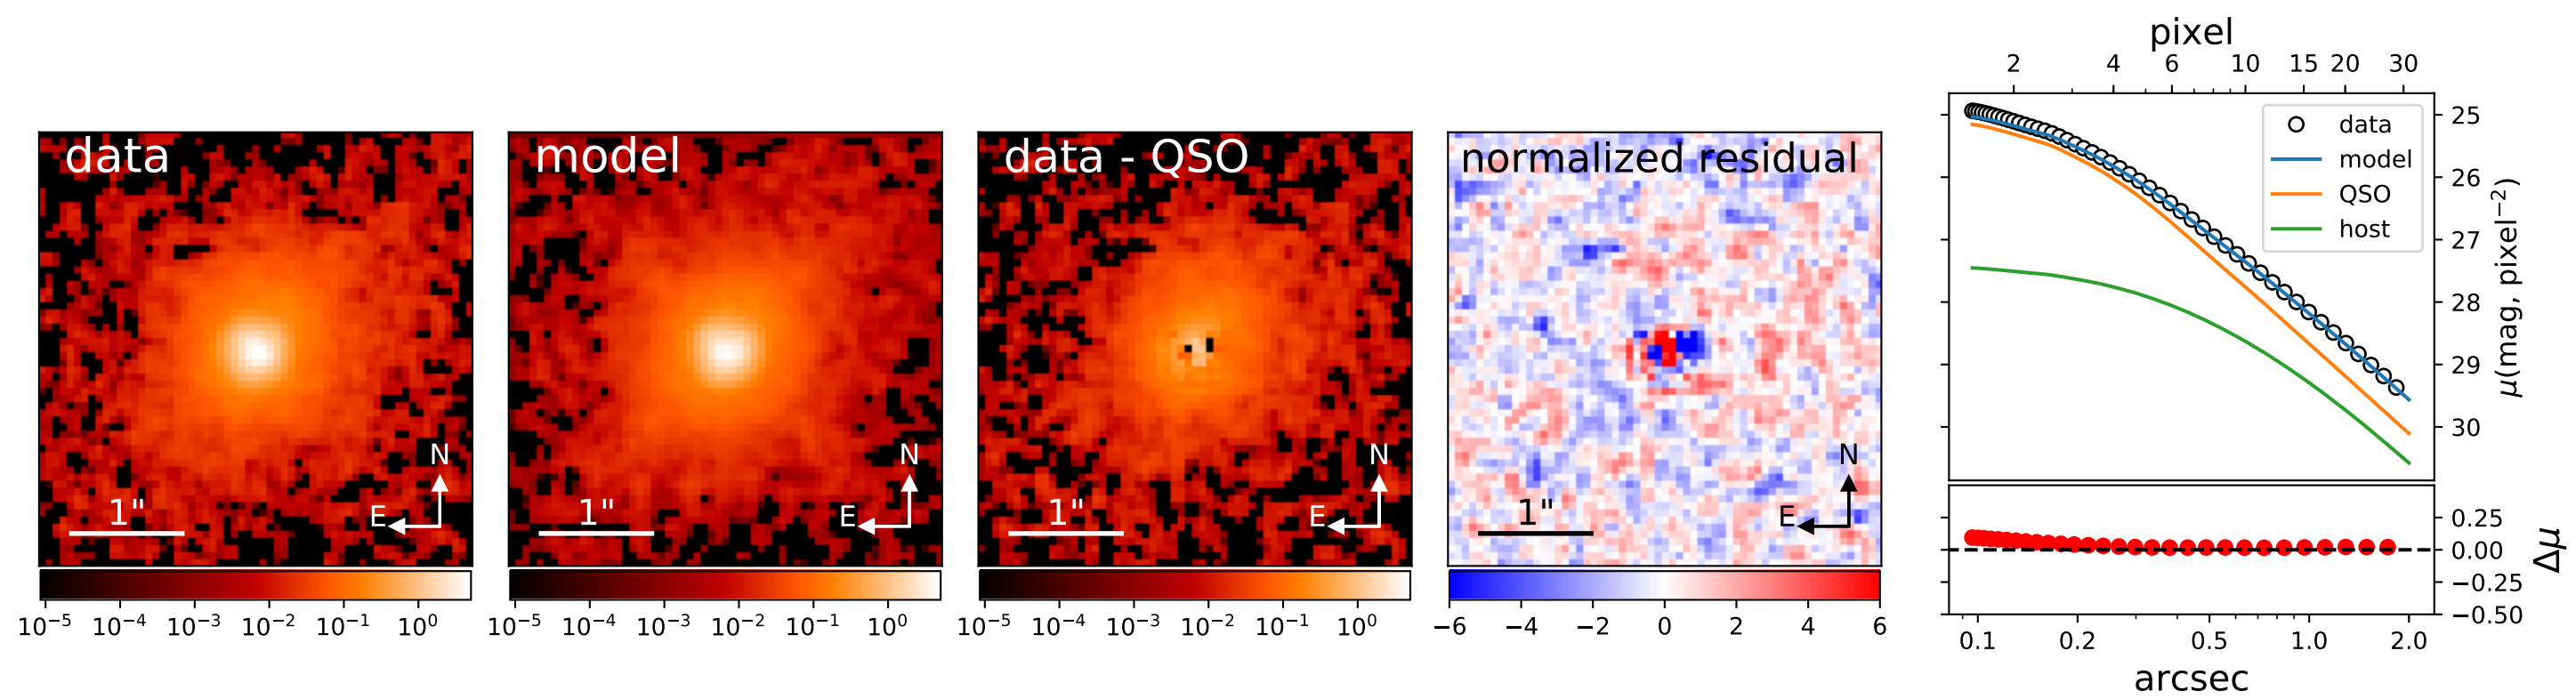 data
N
E
1"
10⁻⁵ 10⁻⁴ 10⁻³ 10⁻² 10⁻¹ 10⁰
model
N
E
1"
10⁻⁵ 10⁻⁴ 10⁻³ 10⁻² 10⁻¹ 10⁰
data - QSO
N
E
1"
10⁻⁵ 10⁻⁴ 10⁻³ 10⁻² 10⁻¹ 10⁰
normalized residual
N
E
1"
−6 −4 −2 0 2 4 6
pixel
2 4 6 10 15 20 30
data
model
QSO
host
25
26
27
28
29
30
μ(mag, pixel⁻²)
0.25
0.00
−0.25
−0.50
Δμ
0.1 0.2 0.5 1.0 2.0
arcsec